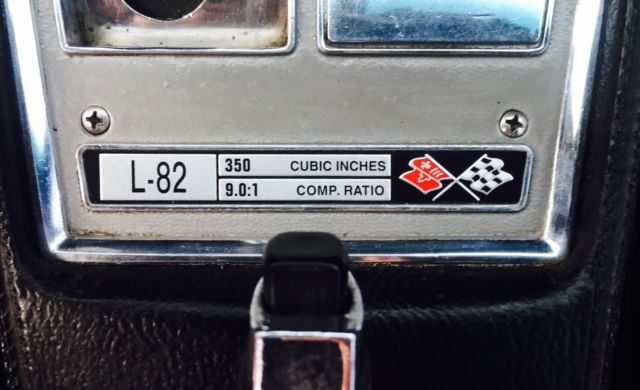 L-82
350 CUBIC INCHES
9.0:1 COMP. RATIO